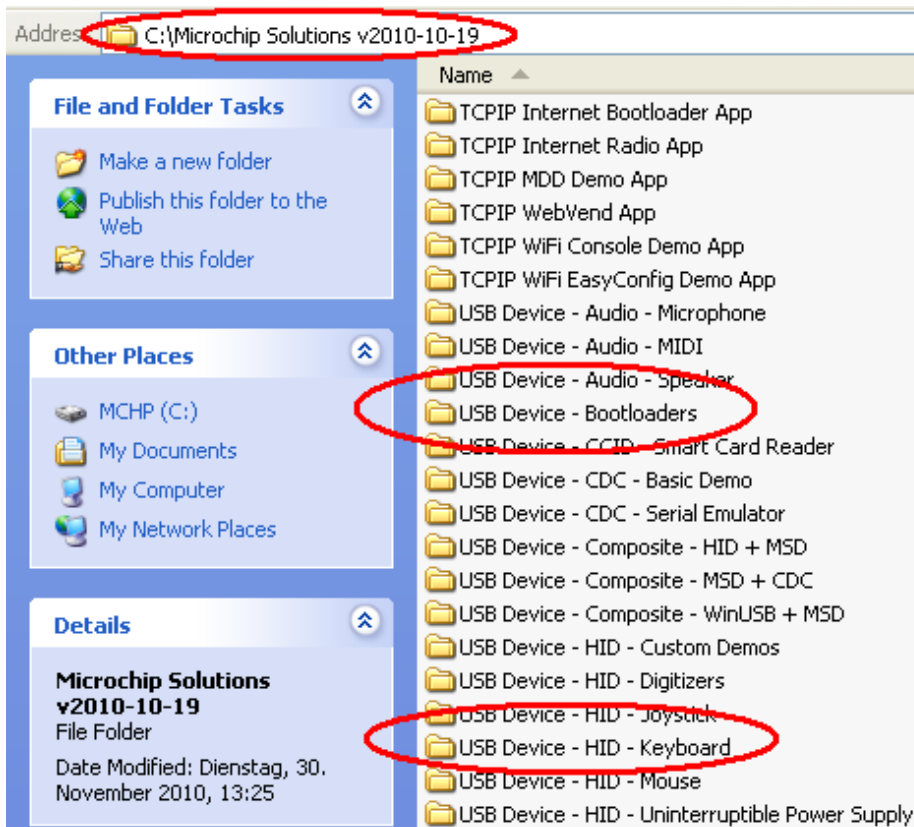 Address C:\Microchip Solutions v2010-10-19
File and Folder Tasks
Make a new folder
Publish this folder to the
Web
Share this folder
Other Places
MCHP (C:)
My Documents
My Computer
My Network Places
Details
Microchip Solutions
v2010-10-19
File Folder
Date Modified: Dienstag, 30.
November 2010, 13:25
Name
TCPIP Internet Bootloader App
TCPIP Internet Radio App
TCPIP MDD Demo App
TCPIP WebVend App
TCPIP WiFi Console Demo App
TCPIP WiFi EasyConfig Demo App
USB Device - Audio - Microphone
USB Device - Audio - MIDI
USB Device - Audio - Speaker
USB Device - Bootloaders
USB Device - CCID - Smart Card Reader
USB Device - CDC - Basic Demo
USB Device - CDC - Serial Emulator
USB Device - Composite - HID + MSD
USB Device - Composite - MSD + CDC
USB Device - Composite - WinUSB + MSD
USB Device - HID - Custom Demos
USB Device - HID - Digitizers
USB Device - HID - Joystick
USB Device - HID - Keyboard
USB Device - HID - Mouse
USB Device - HID - Uninterruptible Power Supply